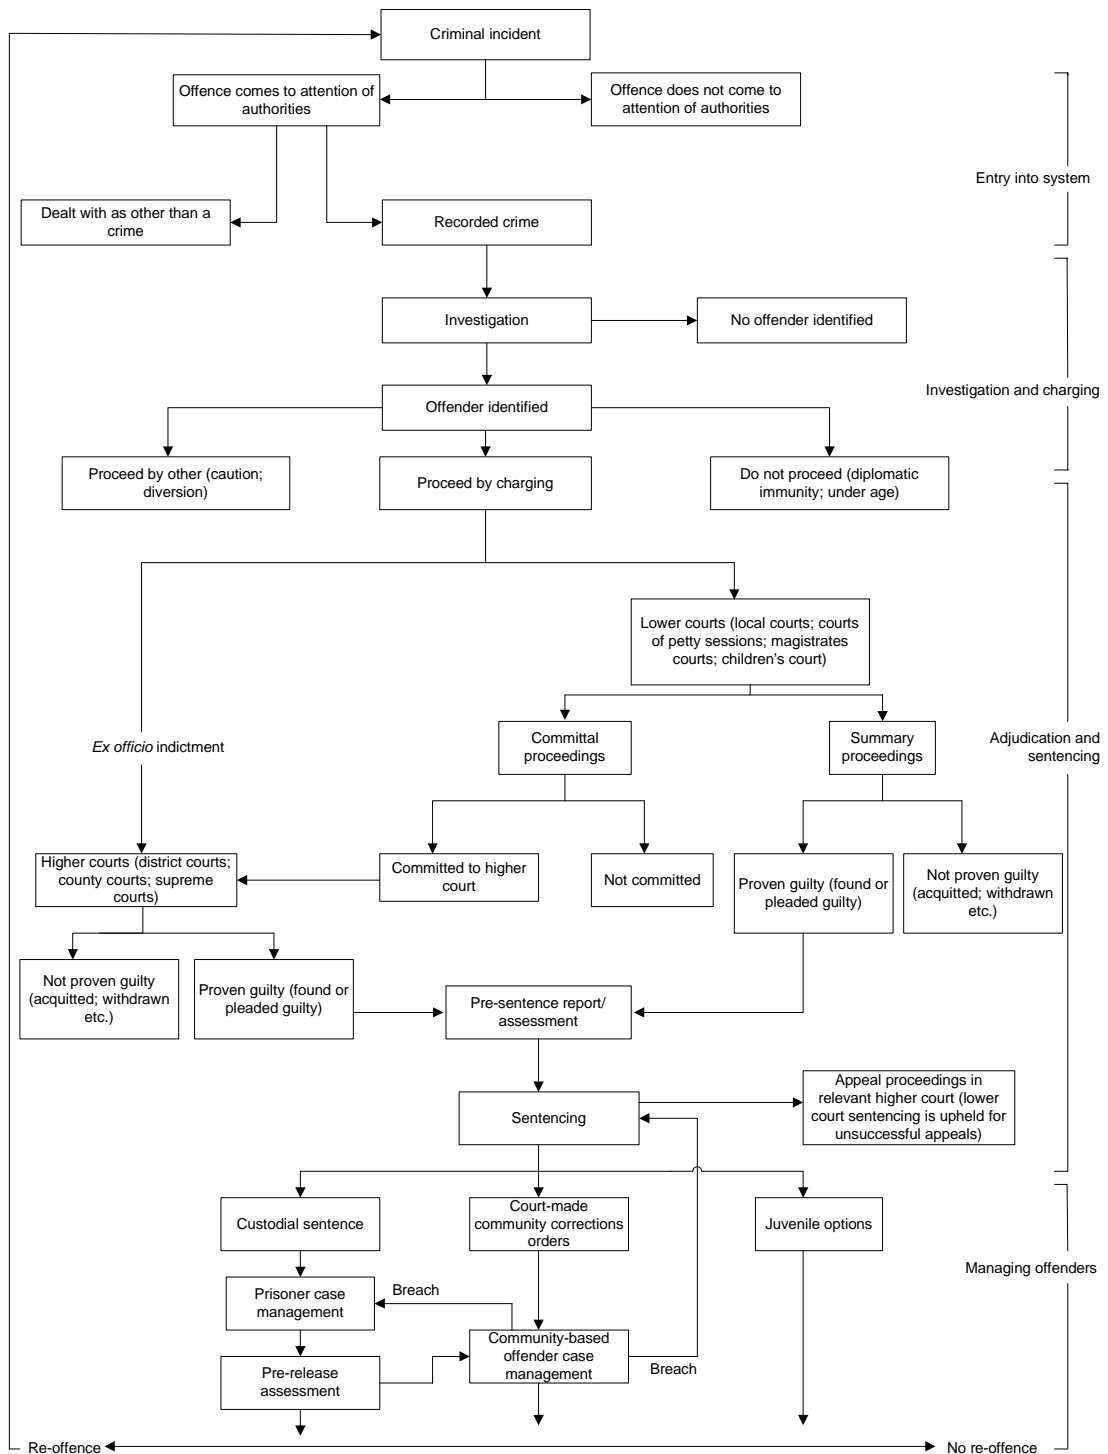 Criminal incident
Offence comes to attention of
authorities
Offence does not come to
attention of authorities
Entry into system
Dealt with as other than a
crime
Recorded crime
Investigation
No offender identified
Investigation and charging
Offender identified
Proceed by other (caution;
diversion)
Proceed by charging
Do not proceed (diplomatic
immunity; under age)
Lower courts (local courts; courts
of petty sessions; magistrates
courts; children's court)
Ex officio indictment
Committal
proceedings
Summary
proceedings
Adjudication and
sentencing
Higher courts (district courts;
county courts; supreme
courts)
Committed to higher
court
Not committed
Proven guilty (found or
pleaded guilty)
Not proven guilty
(acquitted; withdrawn
etc.)
Not proven guilty
(acquitted; withdrawn
etc.)
Proven guilty (found or
pleaded guilty)
Pre-sentence report/
assessment
Sentencing
Appeal proceedings in
relevant higher court (lower
court sentencing is upheld for
unsuccessful appeals)
Custodial sentence
Court-made
community corrections
orders
Juvenile options
Managing offenders
Prisoner case
management
Breach
Community-based
offender case
management
Breach
Pre-release
assessment
Re-offence
No re-offence